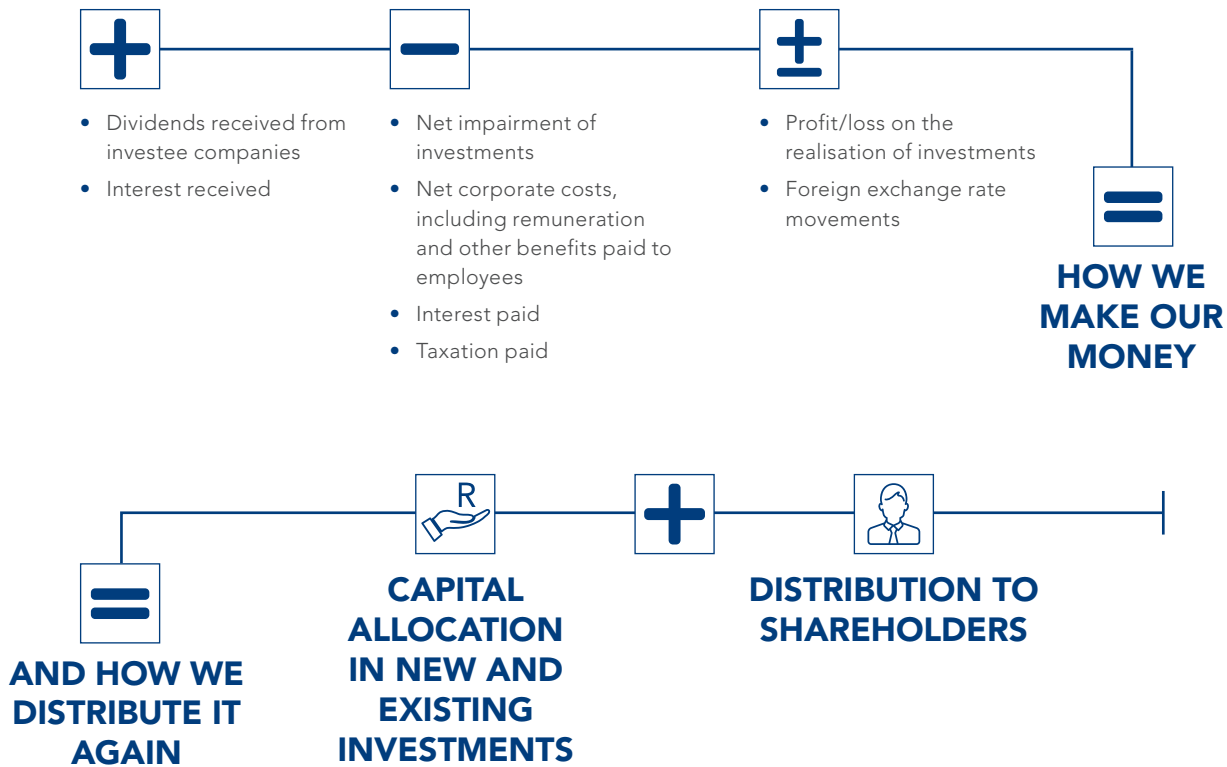 • Dividends received from
investee companies
• Interest received
• Net impairment of
investments
• Net corporate costs,
including remuneration
and other benefits paid to
employees
• Interest paid
• Taxation paid
• Profit/loss on the
realisation of investments
• Foreign exchange rate
movements
HOW WE
MAKE OUR
MONEY
AND HOW WE
DISTRIBUTE IT
AGAIN
R
CAPITAL
ALLOCATION
IN NEW AND
EXISTING
INVESTMENTS
DISTRIBUTION TO
SHAREHOLDERS